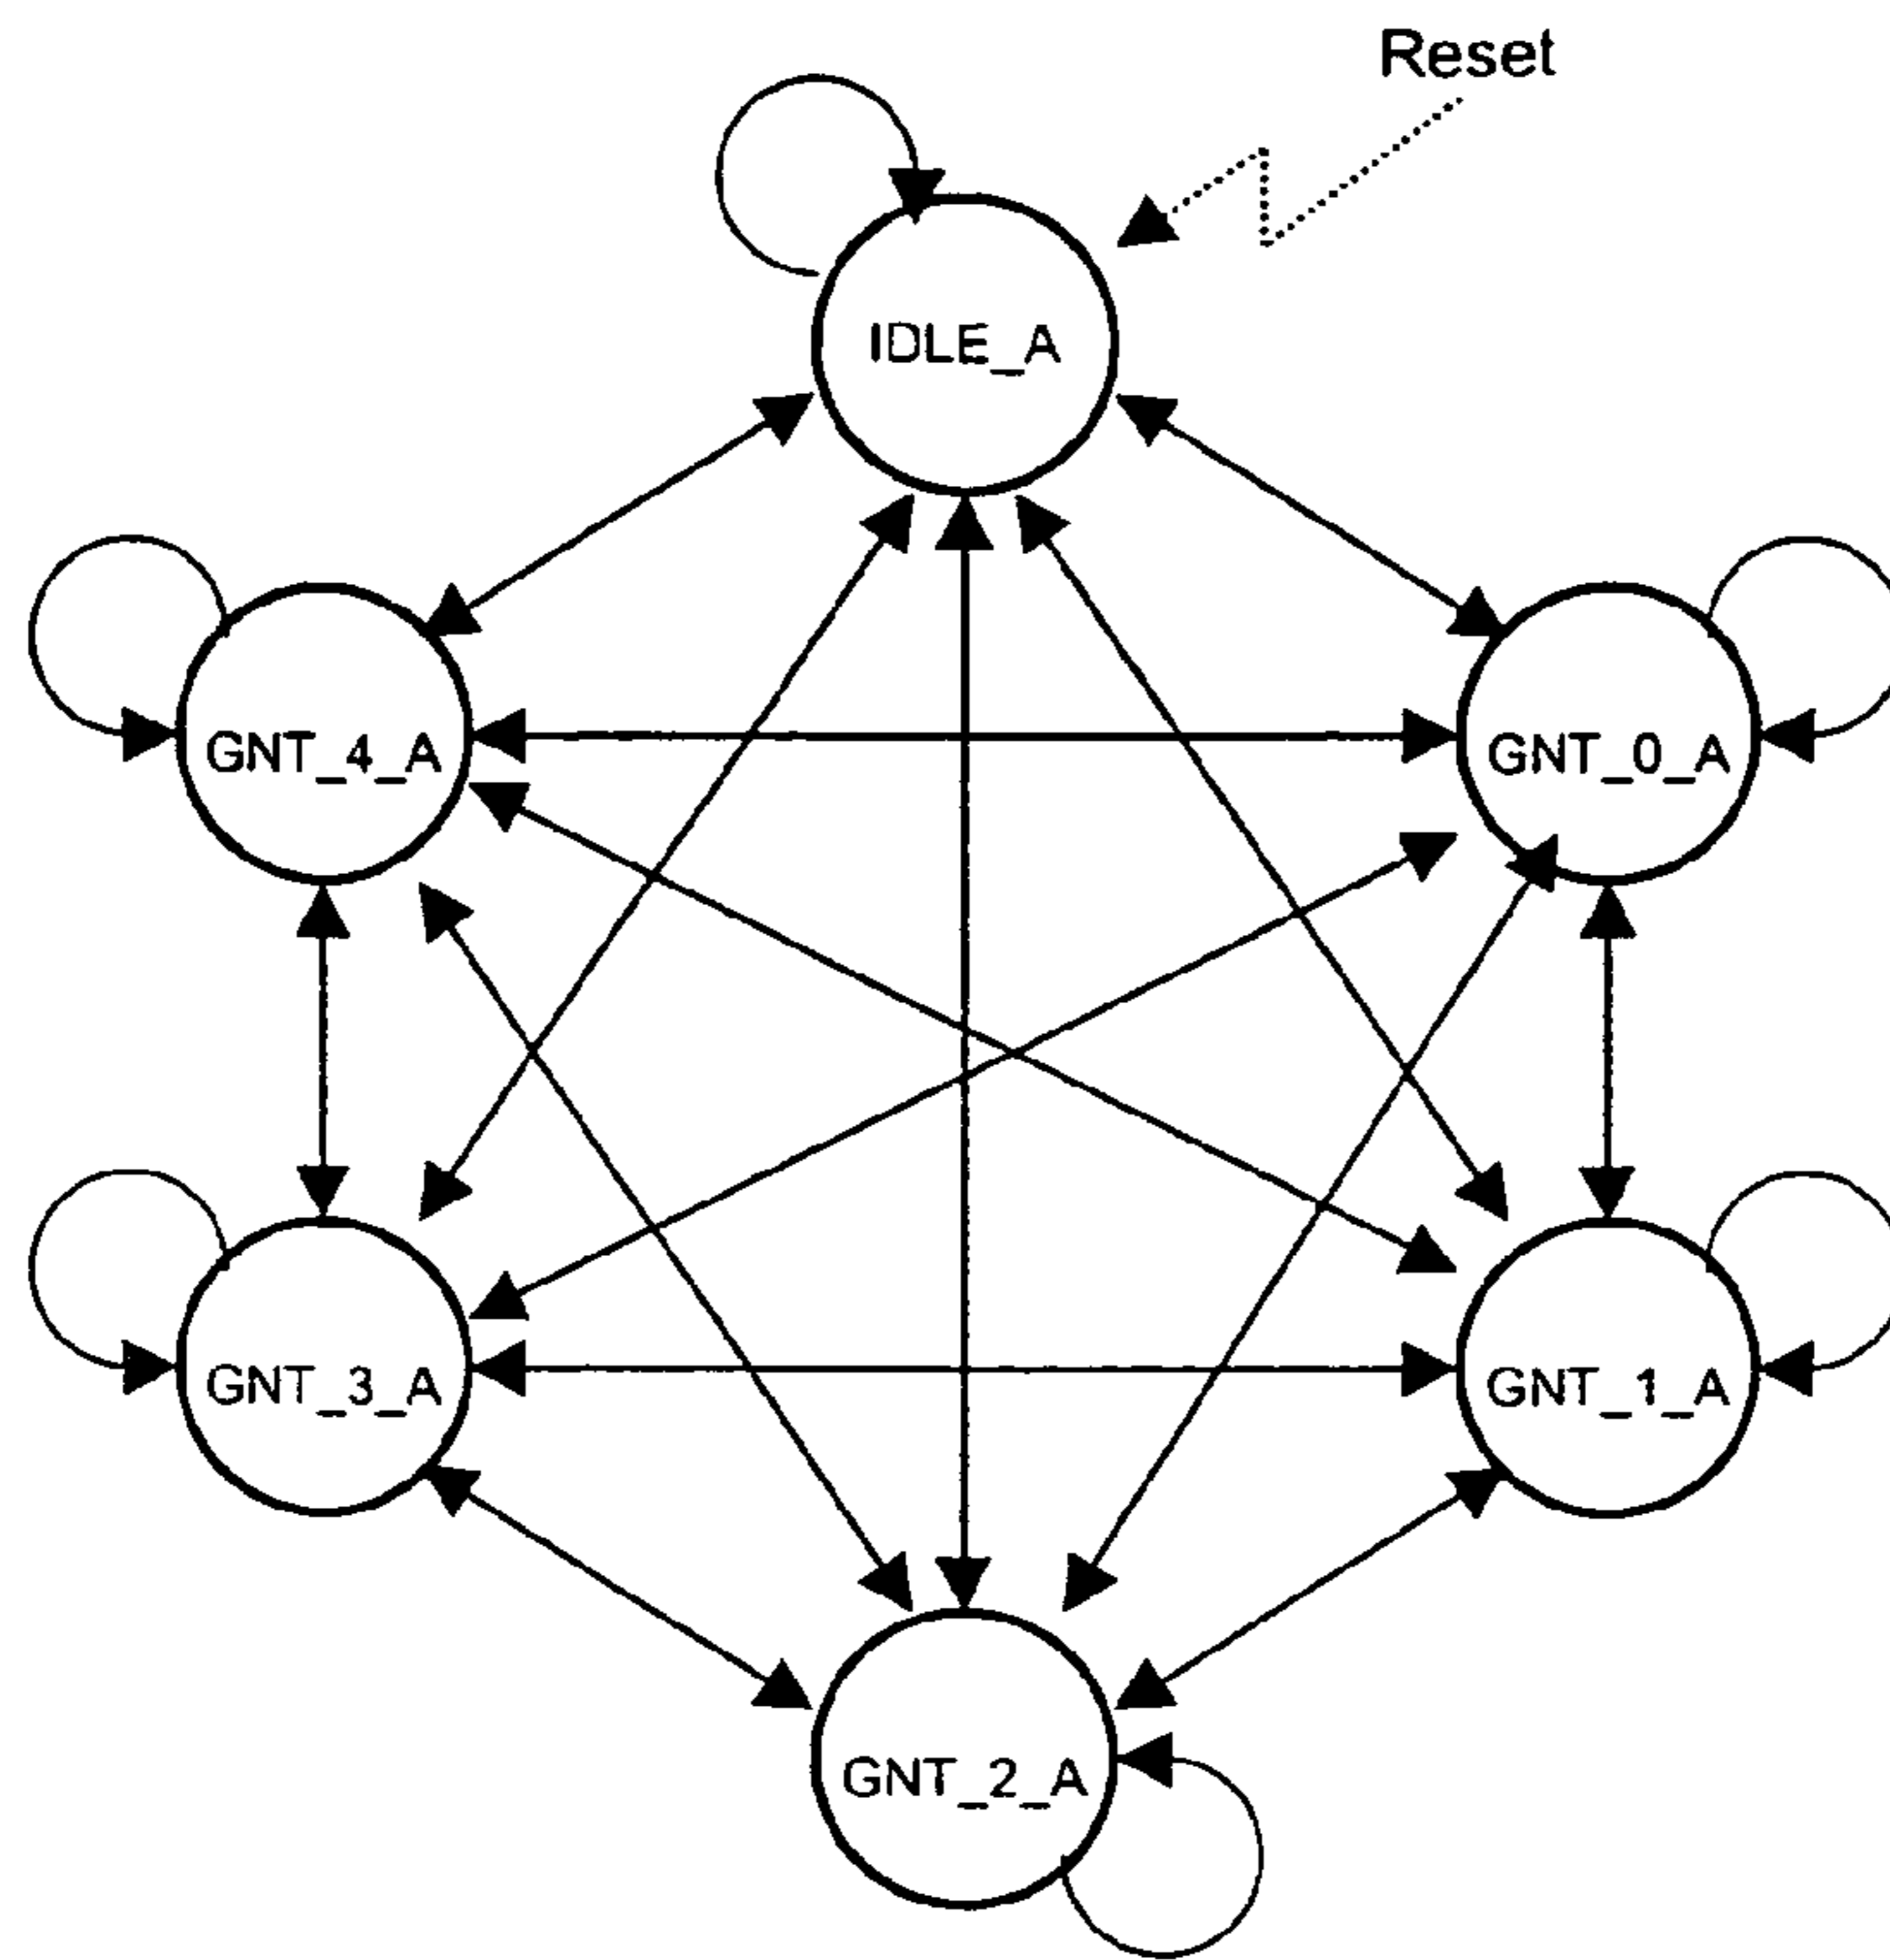 Reset
IDLE_A
GNT_4_A
GNT_0_A
GNT_3_A
GNT_1_A
GNT_2_A